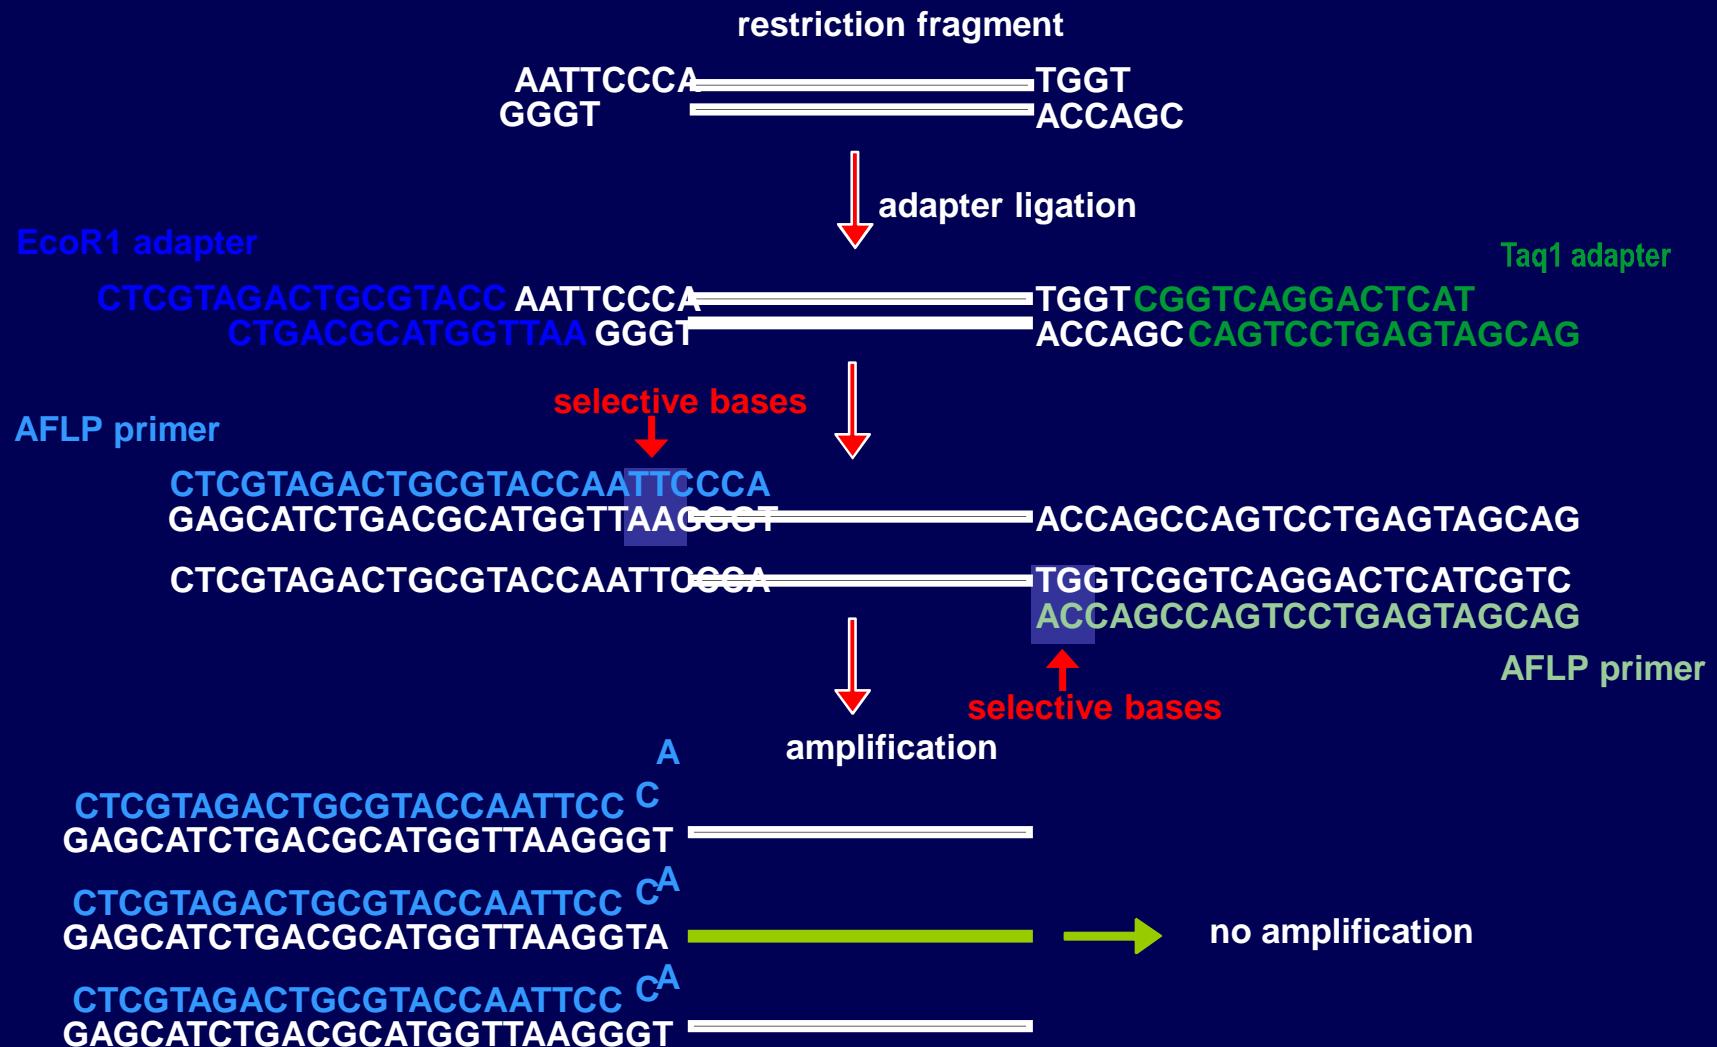 restriction fragment
AATTCCCA TGGT
GGGT ACCAGC
adapter ligation
EcoR1 adapter
Taq1 adapter
CTCGTAGACTGCGTACC AATTCCCA TGGT CGGTCAGGACTCAT
CTGACGCATGGTTAA GGGT ACCAGC CAGTCCTGAGTAGCAG
selective bases
AFLP primer
CTCGTAGACTGCGTACCAATTCCCA
GAGCATCTGACGCATGGTTAAGGGT ACCAGCCAGTCCTGAGTAGCAG
CTCGTAGACTGCGTACCAATTCCCA TGGTCGGTCAGGACTCATCGTC
ACCAGCCAGTCCTGAGTAGCAG
AFLP primer
selective bases
amplification
A
CTCGTAGACTGCGTACCAATTCC C
GAGCATCTGACGCATGGTTAAGGGT
CTCGTAGACTGCGTACCAATTCC CA
GAGCATCTGACGCATGGTTAAGGTA no amplification
CTCGTAGACTGCGTACCAATTCC CA
GAGCATCTGACGCATGGTTAAGGGT